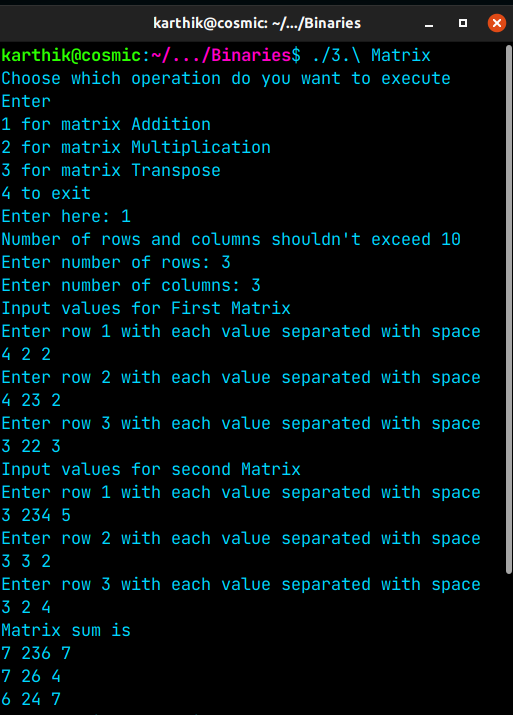 karthik@cosmic: ~/.../Binaries
karthik@cosmic:~/.../Binaries$ ./3.\ Matrix
Choose which operation do you want to execute
Enter
1 for matrix Addition
2 for matrix Multiplication
3 for matrix Transpose
4 to exit
Enter here: 1
Number of rows and columns shouldn't exceed 10
Enter number of rows: 3
Enter number of columns: 3
Input values for First Matrix
Enter row 1 with each value separated with space
4 2 2
Enter row 2 with each value separated with space
4 23 2
Enter row 3 with each value separated with space
3 22 3
Input values for second Matrix
Enter row 1 with each value separated with space
3 234 5
Enter row 2 with each value separated with space
3 3 2
Enter row 3 with each value separated with space
3 2 4
Matrix sum is
7 236 7
7 26 4
6 24 7